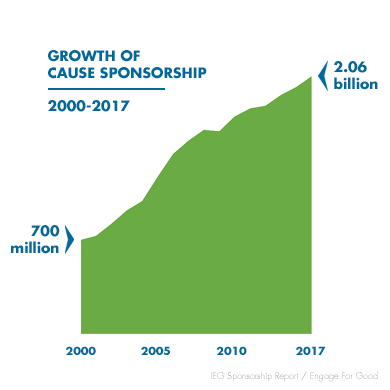 GROWTH OF
CAUSE SPONSORSHIP
2000-2017
2.06
billion
700
million
2000
2005
2010
2017
IEG Sponsorship Report / Engage For Good